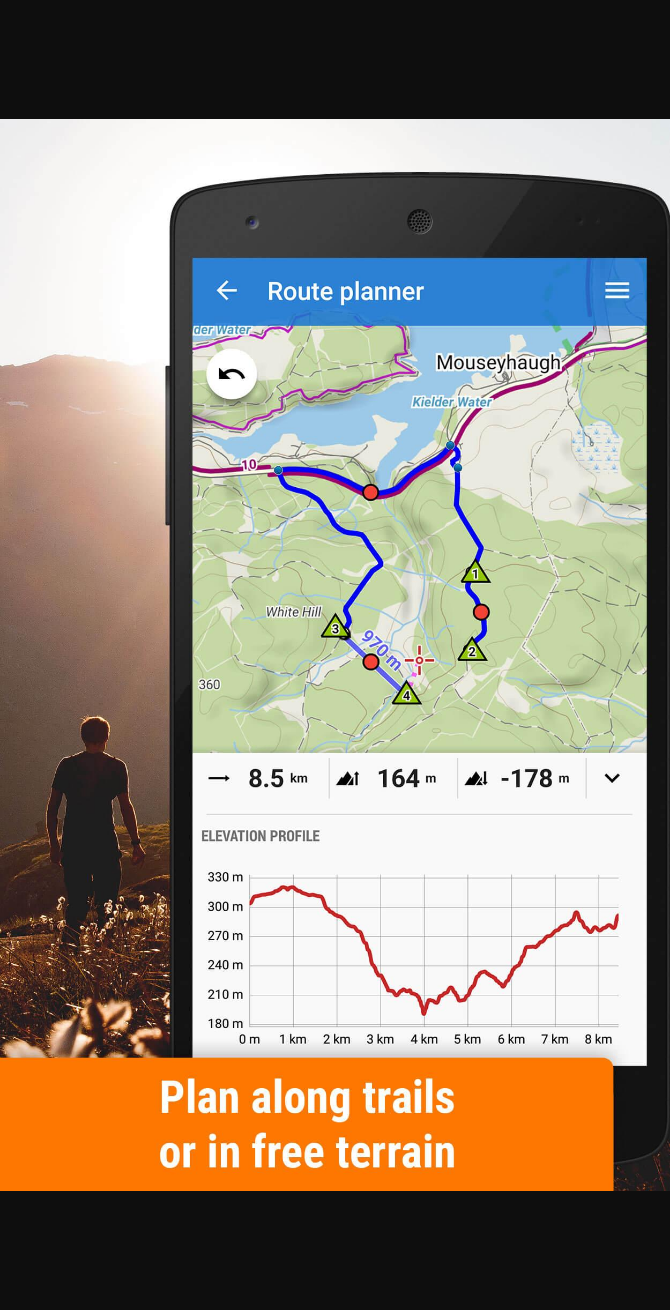 Route planner
der Water
Mouseyhaugh
Kielder Water
10
1
White Hill
3
970 m
2
360
4
8.5 km
164 m
-178 m
ELEVATION PROFILE
330 m
300 m
270 m
240 m
210 m
180 m
0 m 1 km 2 km 3 km 4 km 5 km 6 km 7 km 8 km
Plan along trails
or in free terrain